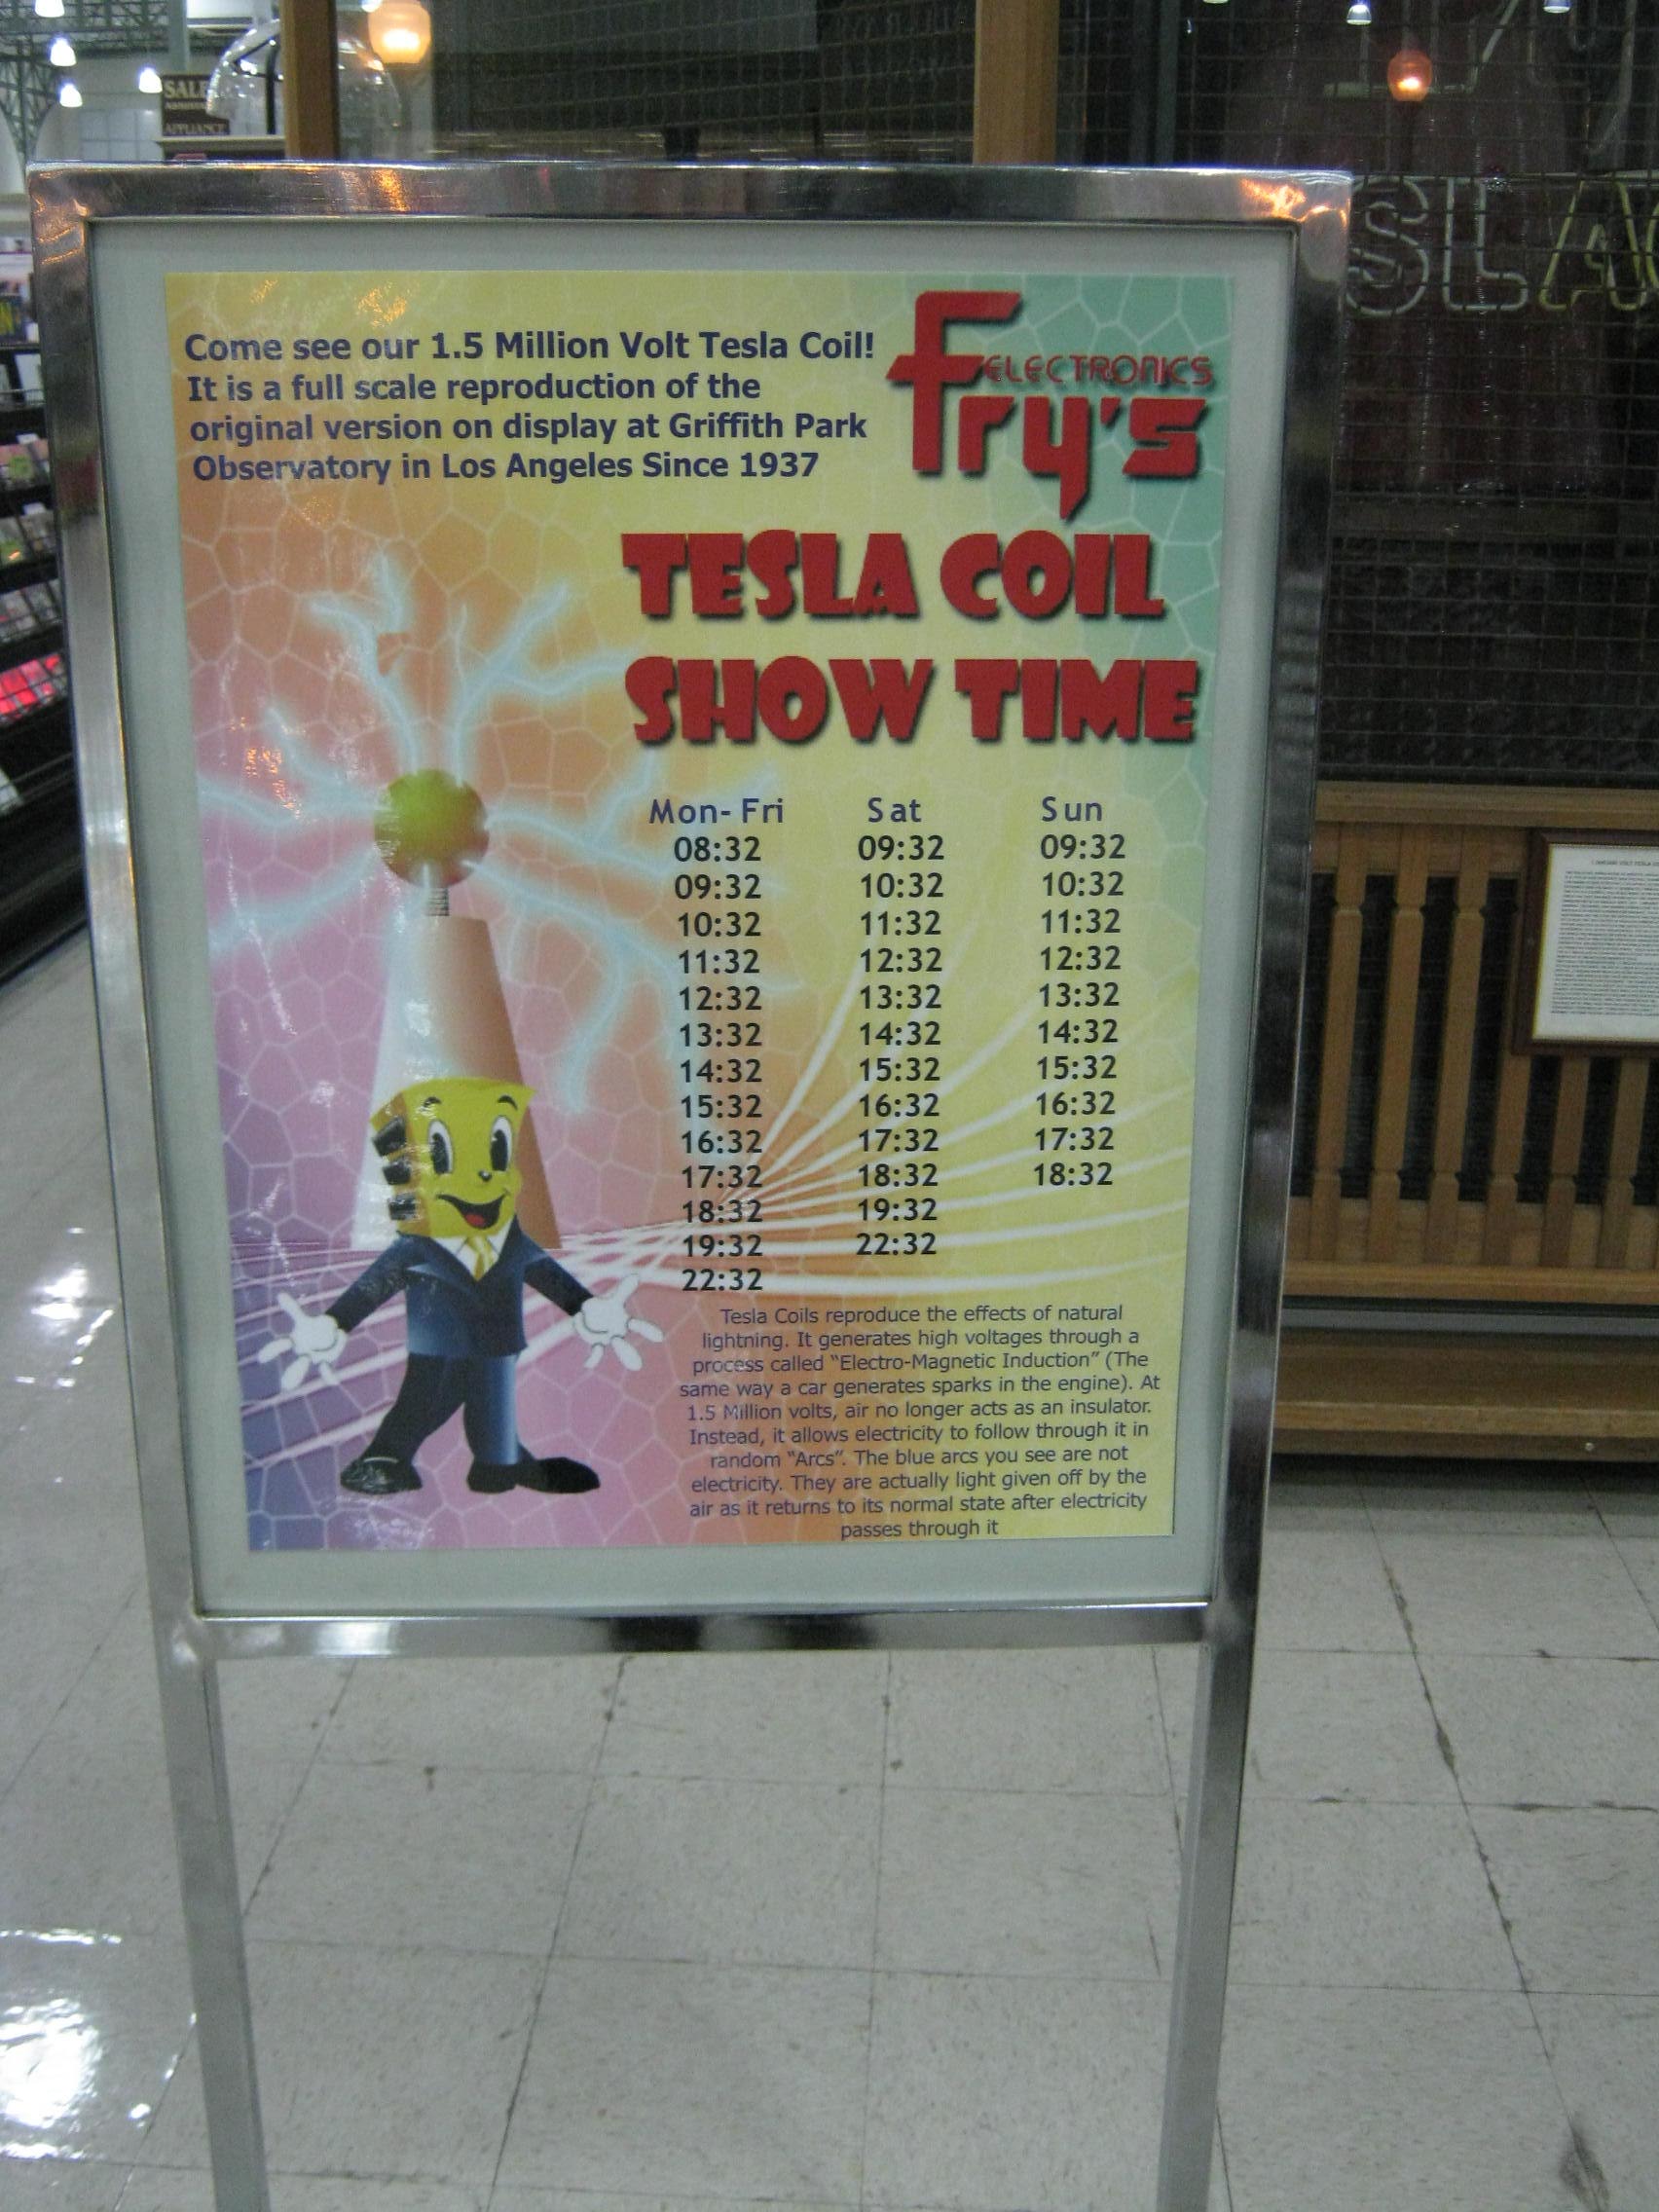 SALE
APPLIANCE
Come see our 1.5 Million Volt Tesla Coil!
It is a full scale reproduction of the
original version on display at Griffith Park
Observatory in Los Angeles Since 1937
Fry's
ELECTRONICS
TESLA COIL
SHOW TIME
Mon- Fri Sat Sun
08:32 09:32 09:32
09:32 10:32 10:32
10:32 11:32 11:32
11:32 12:32 12:32
12:32 13:32 13:32
13:32 14:32 14:32
14:32 15:32 15:32
15:32 16:32 16:32
16:32 17:32 17:32
17:32 18:32 18:32
18:32 19:32
19:32 22:32
22:32
Tesla Coils reproduce the effects of natural
lightning. It generates high voltages through a
process called “Electro-Magnetic Induction” (The
same way a car generates sparks in the engine). At
1.5 Million volts, air no longer acts as an insulator.
Instead, it allows electricity to follow through it in
random “Arcs”. The blue arcs you see are not
electricity. They are actually light given off by the
air as it returns to its normal state after electricity
passes through it